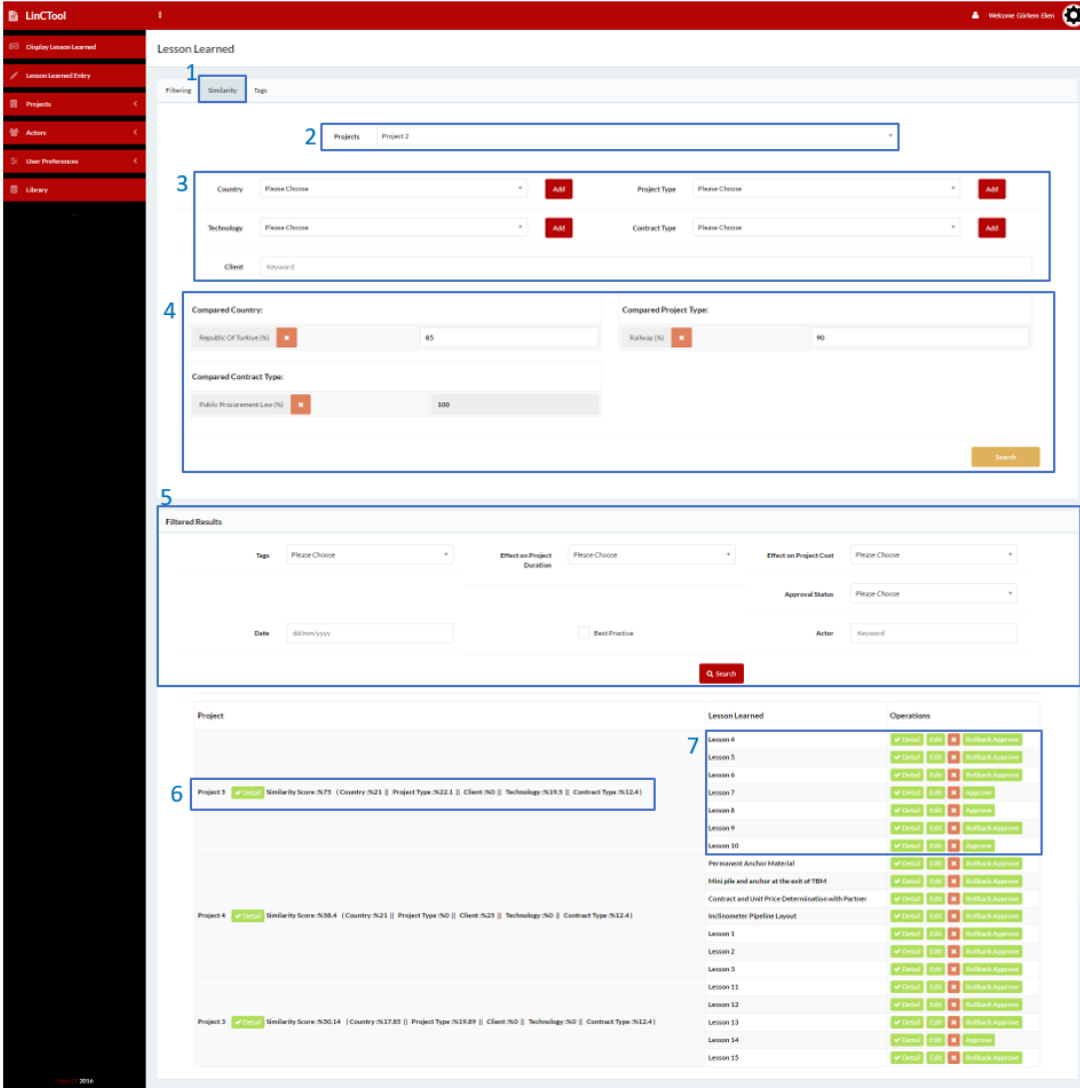 LinCTool
Welcome Görkem Eken
Display Lesson Learned
Lesson Learned Entry
Projects
Actors
User Preferences
Library
2016
Lesson Learned
1
Filtering Similarity Tags
2 Projects Project 2
3
Country Please Choose Add Project Type Please Choose Add
Technology Please Choose Add Contract Type Please Choose Add
Client Keyword
4
Compared Country: Compared Project Type:
Republic Of Turkiye (%) 85 Railway (%) 90
Compared Contract Type:
Public Procurement Law (%) 100
Search
5
Filtered Results
Tags Please Choose Effect on Project Duration Please Choose Effect on Project Cost Please Choose
Approval Status Please Choose
Date dd/mm/yyyy Best Practice Actor Keyword
Search
Project Lesson Learned Operations
7
Lesson 4 Detail Edit Rollback Approve
Lesson 5 Detail Edit Rollback Approve
Lesson 6 Detail Edit Rollback Approve
6 Project 5 Detail Similarity Score :%75 ( Country :%21 || Project Type :%22.1 || Client :%0 || Technology :%19.5 || Contract Type :%12.4 )
Lesson 7 Detail Edit Approve
Lesson 8 Detail Edit Approve
Lesson 9 Detail Edit Rollback Approve
Lesson 10 Detail Edit Approve
Permanent Anchor Material Detail Edit Rollback Approve
Mini pile and anchor at the exit of TBM Detail Edit Rollback Approve
Contract and Unit Price Determination with Partner Detail Edit Rollback Approve
Project 4 Detail Similarity Score :%58.4 ( Country :%21 || Project Type :%0 || Client :%25 || Technology :%0 || Contract Type :%12.4 )
Inclinometer Pipeline Layout Detail Edit Rollback Approve
Lesson 1 Detail Edit Rollback Approve
Lesson 2 Detail Edit Rollback Approve
Lesson 3 Detail Edit Rollback Approve
Lesson 11 Detail Edit Rollback Approve
Lesson 12 Detail Edit Rollback Approve
Project 3 Detail Similarity Score :%50.14 ( Country :%17.85 || Project Type :%19.89 || Client :%0 || Technology :%0 || Contract Type :%12.4 )
Lesson 13 Detail Edit Rollback Approve
Lesson 14 Detail Edit Approve
Lesson 15 Detail Edit Rollback Approve